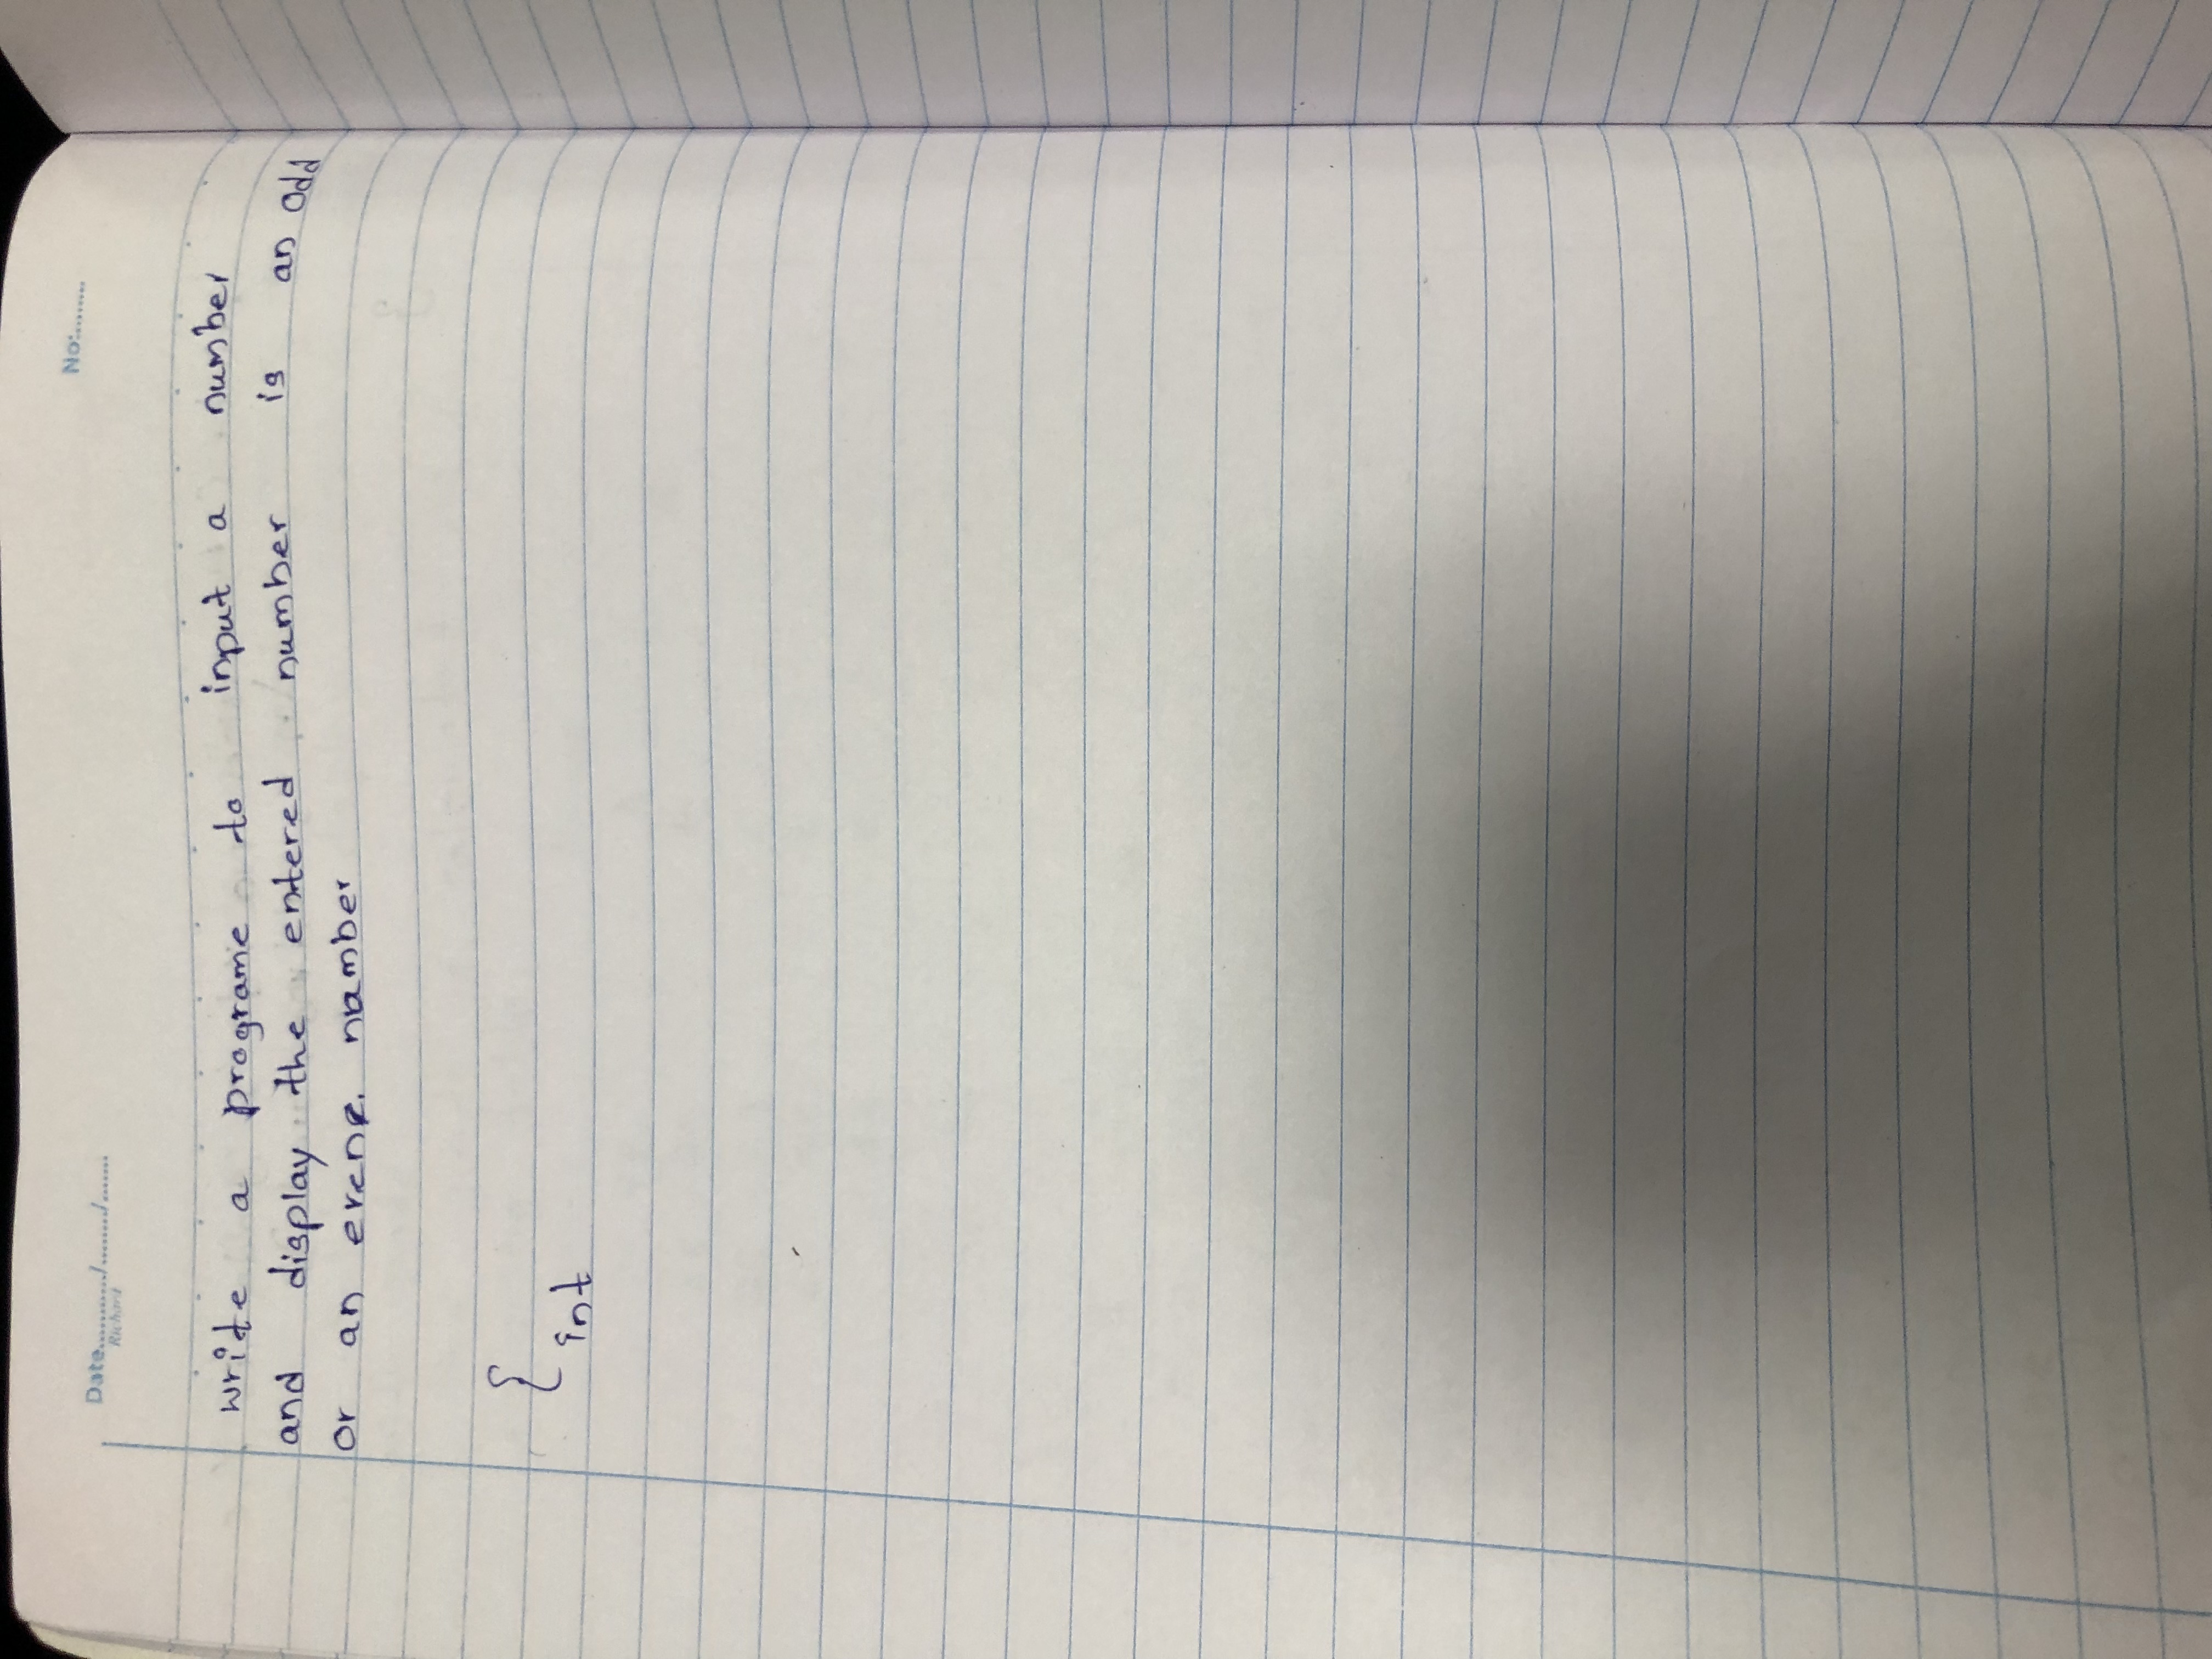 Date.........../......../.......
Richard
No:........
write a programe to input a number
and display the entered number is an odd
or an evene. number
{
int